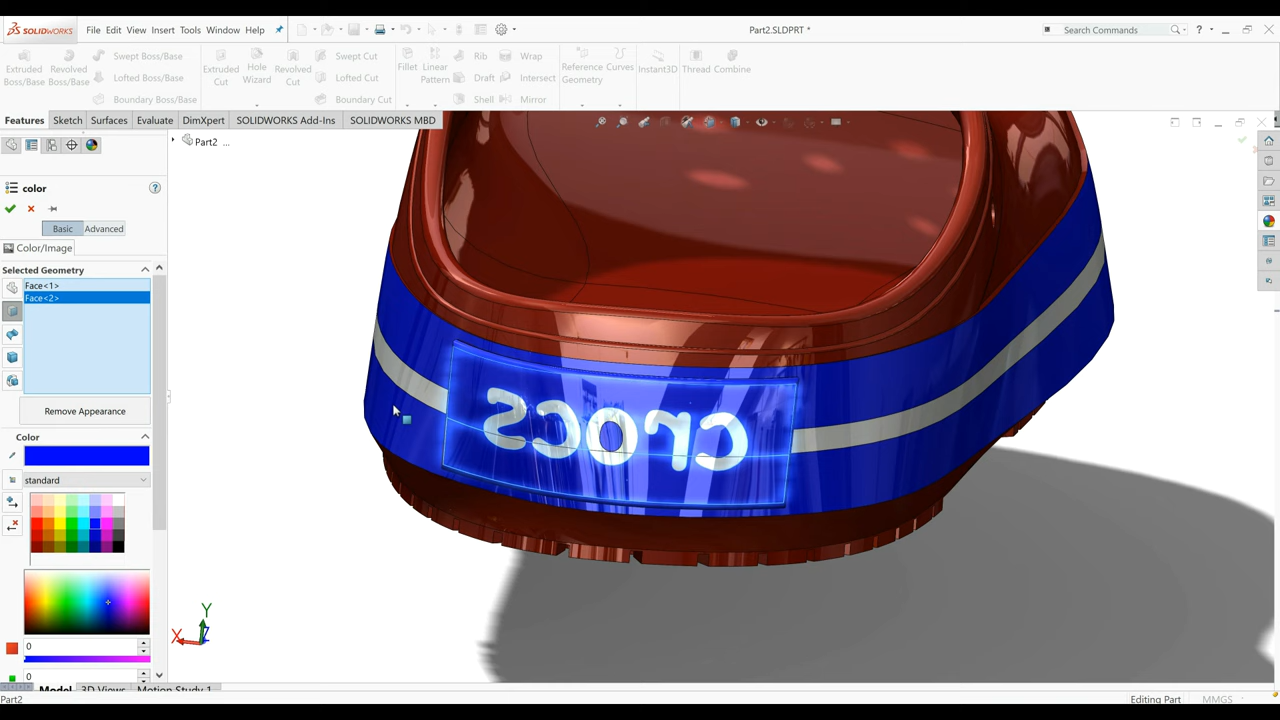 SOLIDWORKS File Edit View Insert Tools Window Help Part2.SLDPRT * Search Commands
Extruded Boss/Base
Revolved Boss/Base
Swept Boss/Base
Lofted Boss/Base
Boundary Boss/Base
Extruded Cut
Hole Wizard
Revolved Cut
Swept Cut
Lofted Cut
Boundary Cut
Fillet
Linear Pattern
Rib
Draft
Shell
Wrap
Intersect
Mirror
Reference Geometry
Curves
Instant3D
Thread
Combine
Features Sketch Surfaces Evaluate DimXpert SOLIDWORKS Add-Ins SOLIDWORKS MBD
Part2 ...
color
Basic Advanced
Color/Image
Selected Geometry
Face<1>
Face<2>
Remove Appearance
Color
standard
0
0
crocs
X Y Z
Model 3D Views Motion Study 1
Part2 Editing Part MMGS